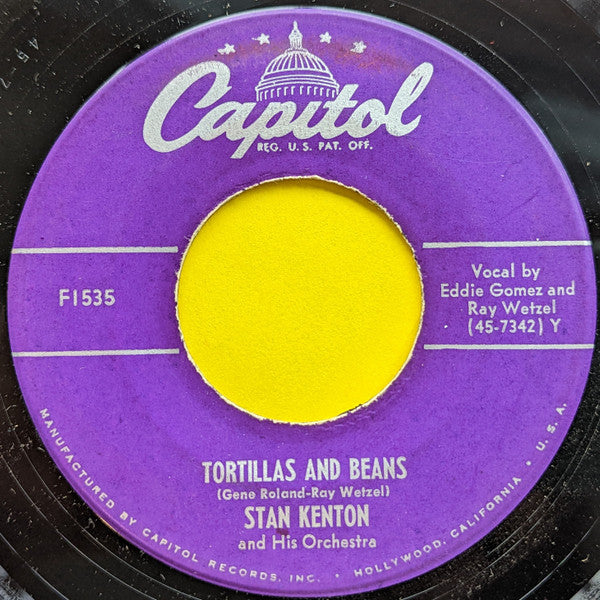 Capitol
REG. U.S. PAT. OFF.
F1535
Vocal by
Eddie Gomez and
Ray Wetzel
(45-7342) Y
TORTILLAS AND BEANS
(Gene Roland-Ray Wetzel)
STAN KENTON
and His Orchestra
MANUFACTURED BY CAPITOL RECORDS, INC. • HOLLYWOOD, CALIFORNIA • U.S.A.